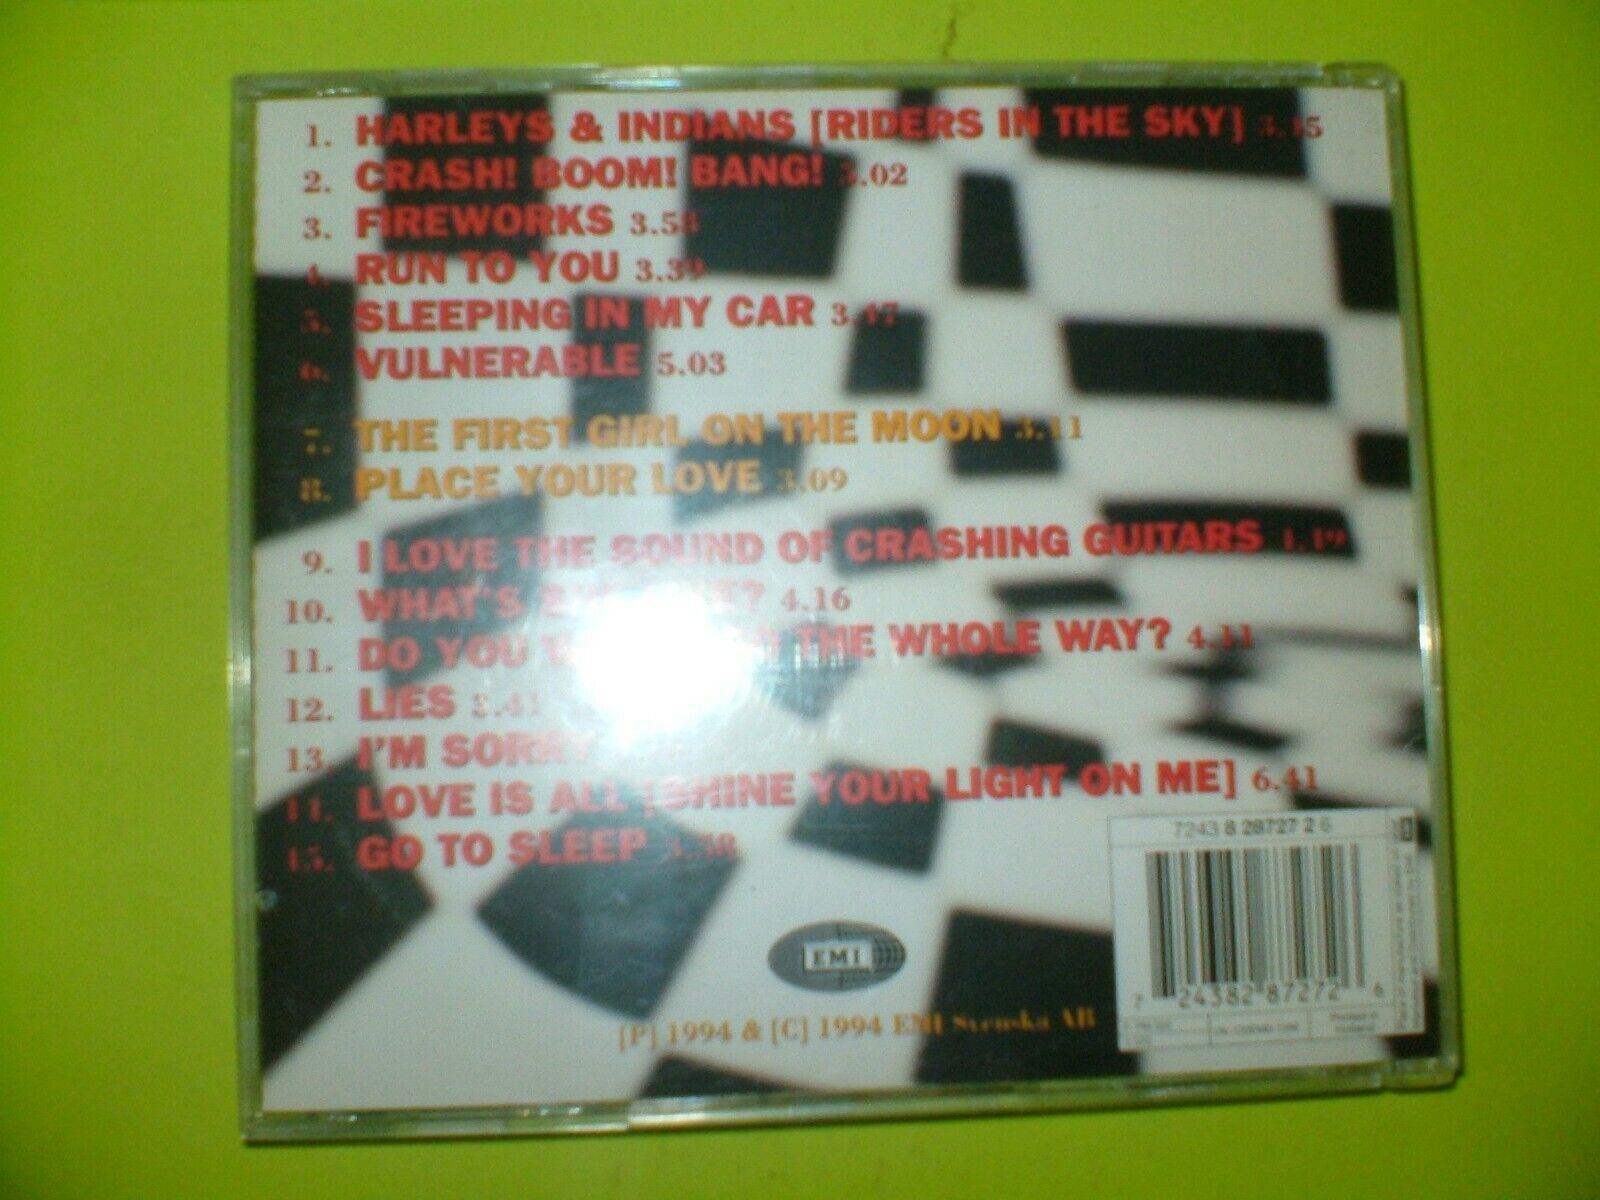 1. HARLEYS & INDIANS [RIDERS IN THE SKY]
2. CRASH! BOOM! BANG!
3. FIREWORKS 3.58
4. RUN TO YOU 3.39
5. SLEEPING IN MY CAR 3.47
6. VULNERABLE 5.03
7. THE FIRST GIRL ON THE MOON 3.11
8. PLACE YOUR LOVE 3.09
9. I LOVE THE SOUND OF CRASHING GUITARS
10. WHAT'S 4.16
11. DO YOU THE WHOLE WAY? 4.11
12. LIES
13. I'M SORRY
14. LOVE IS ALL [SHINE YOUR LIGHT ON ME] 6.41
15. GO TO SLEEP
EMI
[P] 1994 & [C] 1994 EMI Svenska AB
7243 8 28727 2 6
7 24382 87272 6